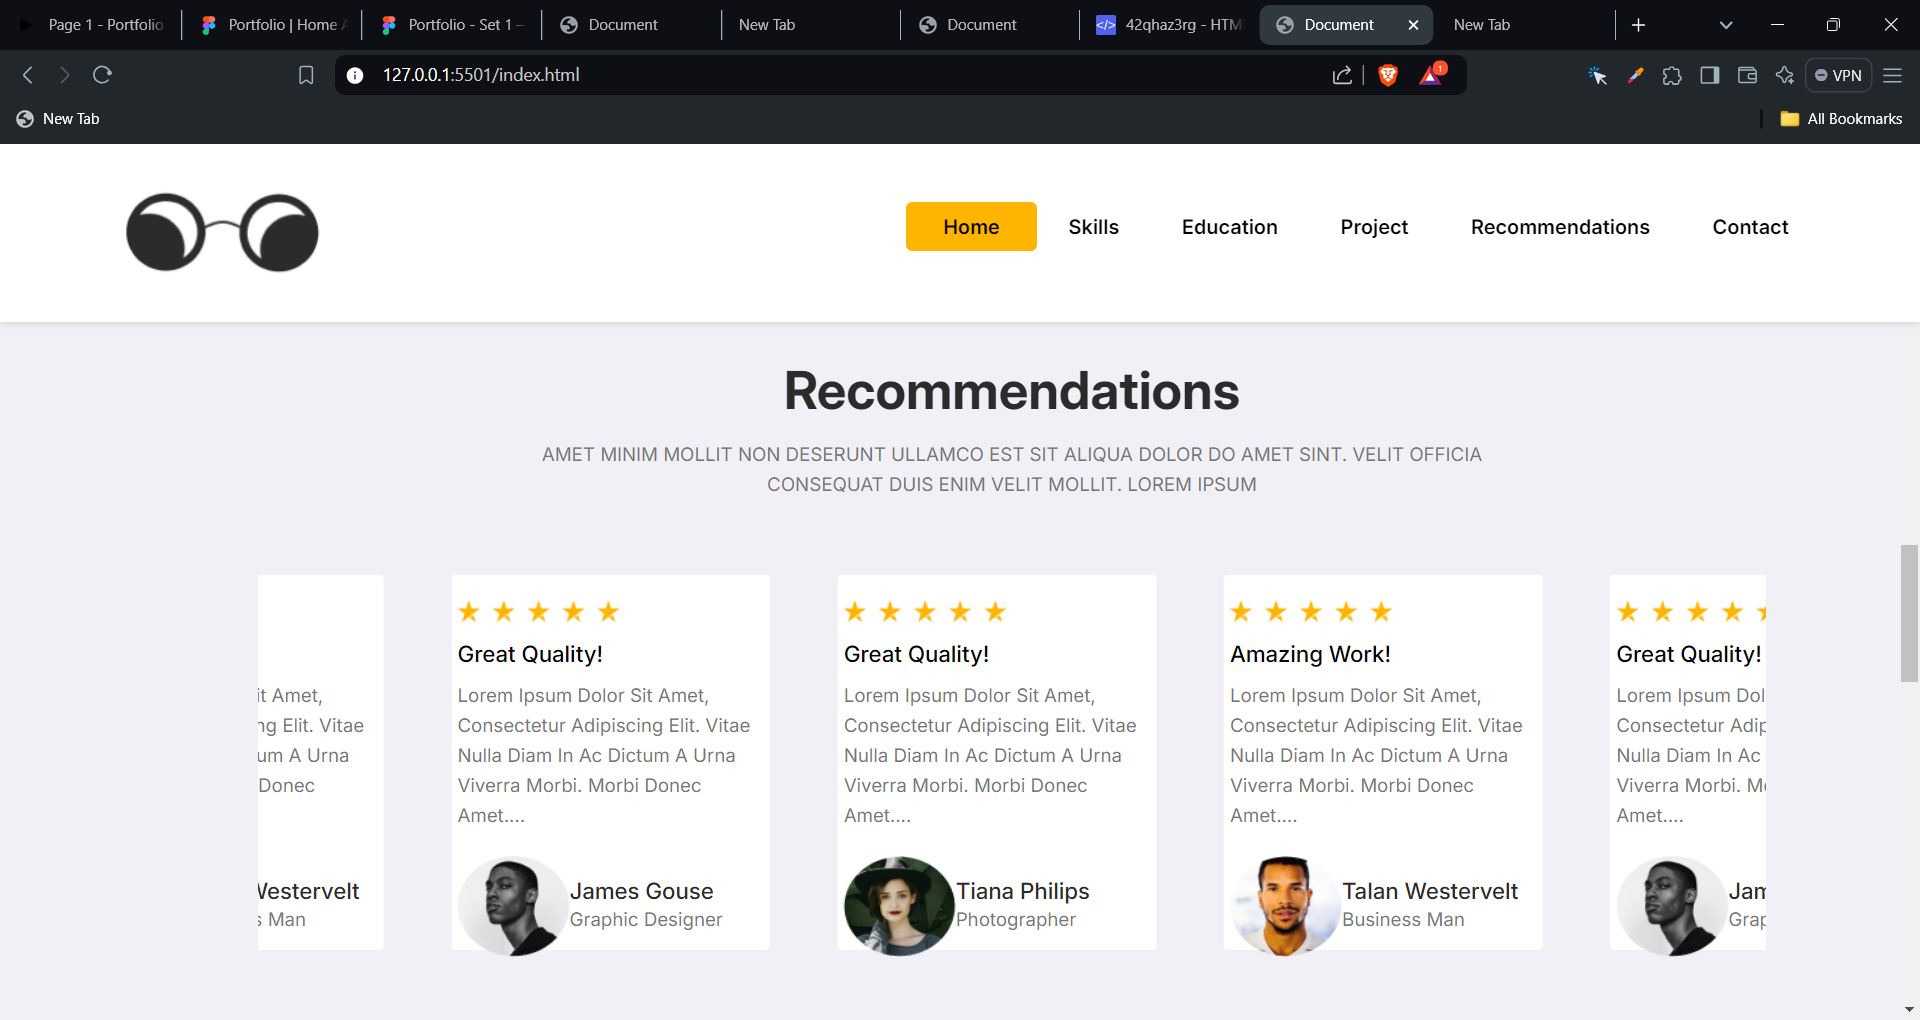 Page 1 - Portfolio
Portfolio | Home
Portfolio - Set 1 -
Document
New Tab
Document
42qhaz3rg - HTM
Document
New Tab
127.0.0.1:5501/index.html
1
VPN
New Tab
All Bookmarks
Home
Skills
Education
Project
Recommendations
Contact
Recommendations
AMET MINIM MOLLIT NON DESERUNT ULLAMCO EST SIT ALIQUA DOLOR DO AMET SINT. VELIT OFFICIA
CONSEQUAT DUIS ENIM VELIT MOLLIT. LOREM IPSUM
it Amet,
ng Elit. Vitae
um A Urna
Donec
Westervelt
s Man
Great Quality!
Lorem Ipsum Dolor Sit Amet,
Consectetur Adipiscing Elit. Vitae
Nulla Diam In Ac Dictum A Urna
Viverra Morbi. Morbi Donec
Amet....
James Gouse
Graphic Designer
Great Quality!
Lorem Ipsum Dolor Sit Amet,
Consectetur Adipiscing Elit. Vitae
Nulla Diam In Ac Dictum A Urna
Viverra Morbi. Morbi Donec
Amet....
Tiana Philips
Photographer
Amazing Work!
Lorem Ipsum Dolor Sit Amet,
Consectetur Adipiscing Elit. Vitae
Nulla Diam In Ac Dictum A Urna
Viverra Morbi. Morbi Donec
Amet....
Talan Westervelt
Business Man
Great Quality!
Lorem Ipsum Dol
Consectetur Adip
Nulla Diam In Ac
Viverra Morbi. M
Amet....
Jam
Grap